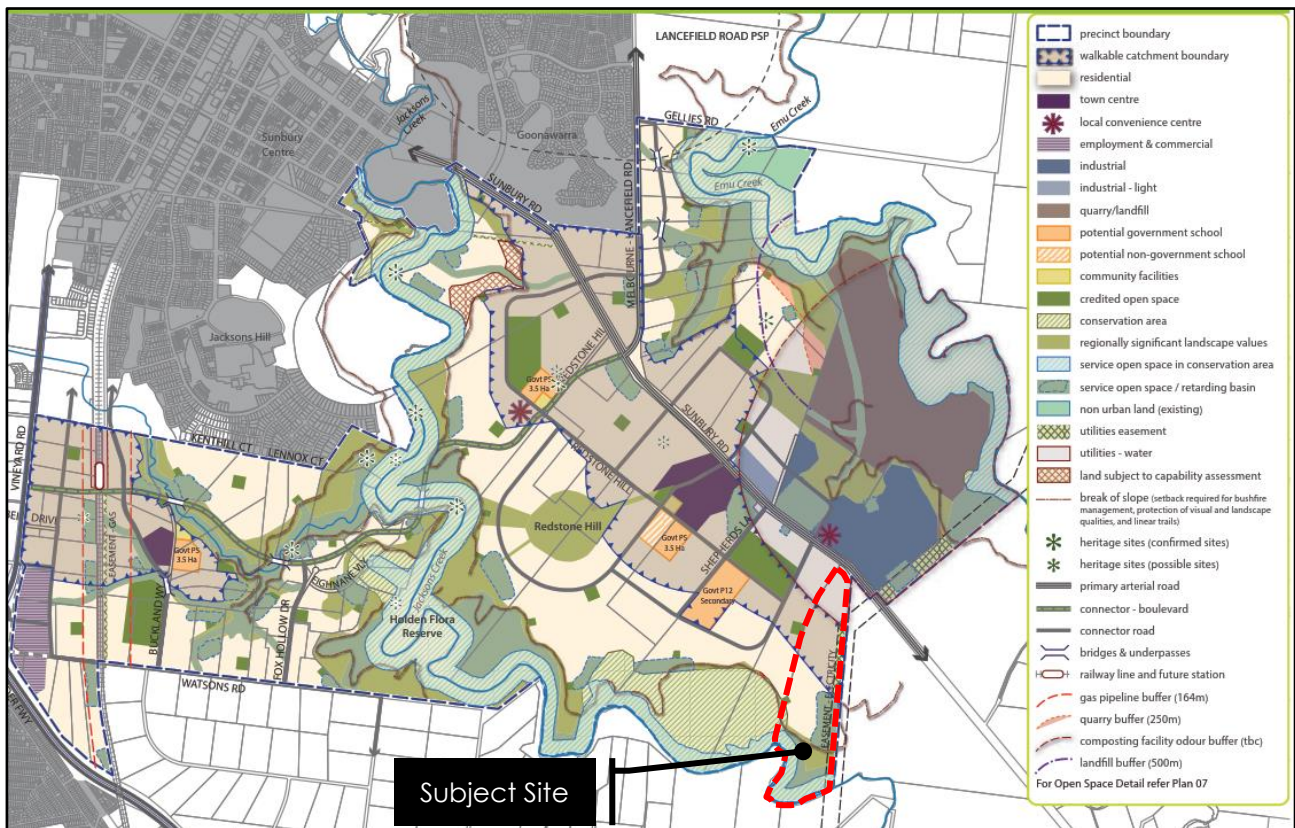 LANCEFIELD ROAD PSP
GELLIES RD
Emu Creek
Jacksons
Creek
Goonawarra
Sunbury
Centre
SUNBURY RD
MELBOURNE - LANCEFIELD RD
Emu Creek
Jacksons Hill
Govt PS
3.5 Ha
SUNBURY RD
VINEYARD RD
KENTHILL CT
LENNOX CT
REDSTONE HILL
Redstone Hill
Govt PS
3.5 Ha
SHEPHERDS LA
EASEMENT - GAS
Govt PS
3.5 Ha
Govt P12
Secondary
BUCKLAND WY
FOX HOLLOW DR
Jacksons Creek
Holden Flora
Reserve
WATSONS RD
EASEMENT - ELECTRICITY
Subject Site
precinct boundary
walkable catchment boundary
residential
town centre
local convenience centre
employment & commercial
industrial
industrial - light
quarry/landfill
potential government school
potential non-government school
community facilities
credited open space
conservation area
regionally significant landscape values
service open space in conservation area
service open space / retarding basin
non urban land (existing)
utilities easement
utilities - water
land subject to capability assessment
break of slope (setback required for bushfire
management, protection of visual and landscape
qualities, and linear trails)
heritage sites (confirmed sites)
heritage sites (possible sites)
primary arterial road
connector - boulevard
connector road
bridges & underpasses
railway line and future station
gas pipeline buffer (164m)
quarry buffer (250m)
composting facility odour buffer (tbc)
landfill buffer (500m)
For Open Space Detail refer Plan 07